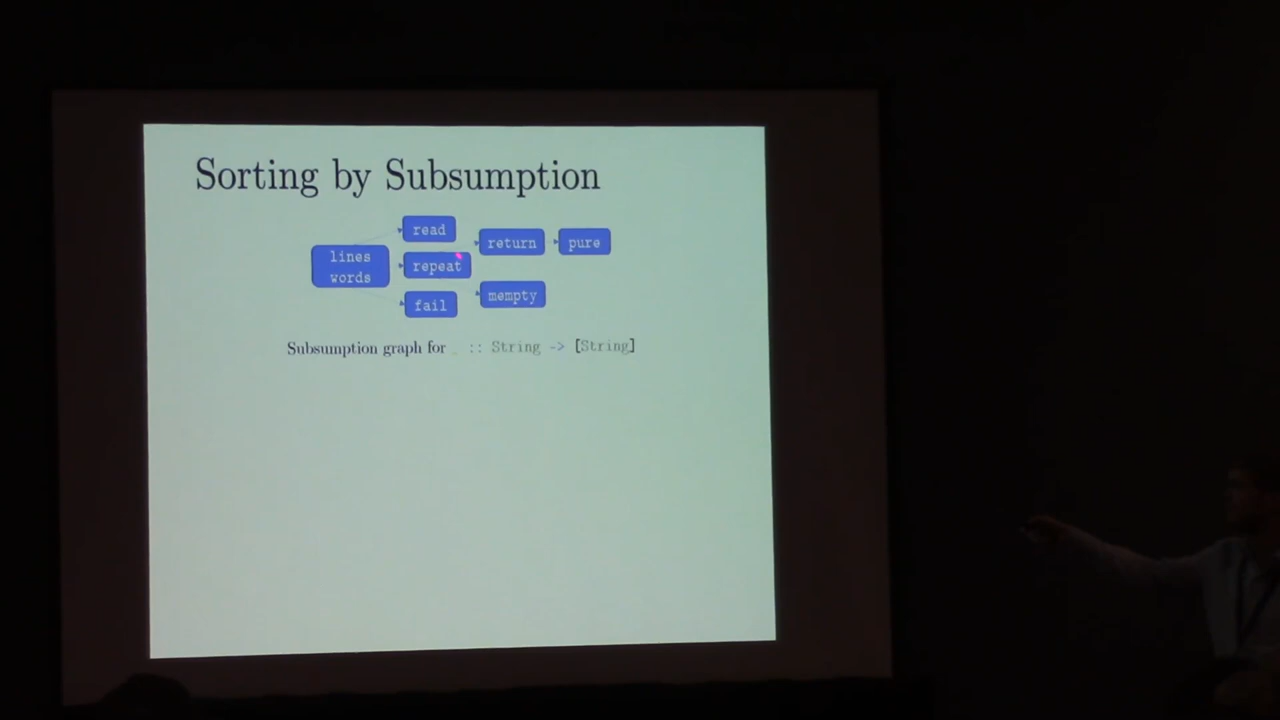 Sorting by Subsumption
lines
words
read
repeat
fail
return
pure
mempty
Subsumption graph for _ :: String -> [String]